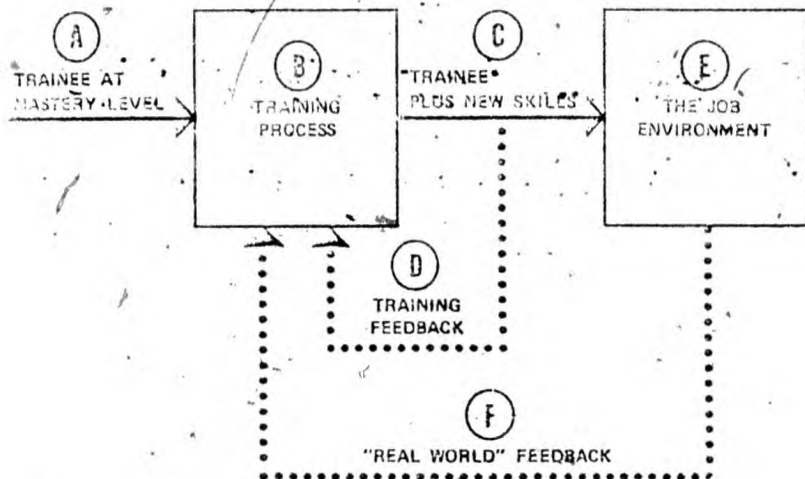 A
TRAINEE AT
MASTERY LEVEL
B
TRAINING
PROCESS
C
"TRAINEE
PLUS NEW SKILLS
E
THE JOB
ENVIRONMENT
D
TRAINING
FEEDBACK
F
"REAL WORLD" FEEDBACK